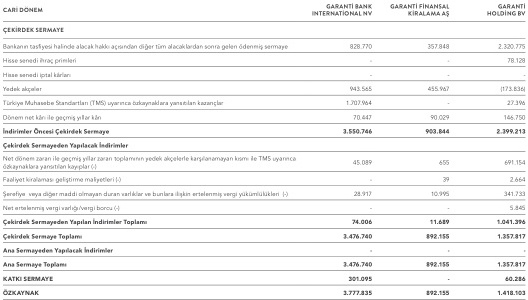 CARİ DÖNEM GARANTİ BANK INTERNATIONAL NV GARANTİ FİNANSAL KİRALAMA AŞ GARANTİ HOLDİNG BV
ÇEKİRDEK SERMAYE
Bankanın tasfiyesi halinde alacak hakkı açısından diğer tüm alacaklardan sonra gelen ödenmiş sermaye 828.770 357.848 2.320.775
Hisse senedi ihraç primleri - - 78.128
Hisse senedi iptal kârları - -
Yedek akçeler 943.565 455.967 (173.836)
Türkiye Muhasebe Standartları (TMS) uyarınca özkaynaklara yansıtılan kazançlar 1.707.964 - 27.396
Dönem net kârı ile geçmiş yıllar kârı 70.447 90.029 146.750
İndirimler Öncesi Çekirdek Sermaye 3.550.746 903.844 2.399.213
Çekirdek Sermayeden Yapılacak İndirimler
Net dönem zararı ile geçmiş yıllar zararı toplamının yedek akçelerle karşılanamayan kısmı ile TMS uyarınca
özkaynaklara yansıtılan kayıplar (-) 45.089 655 691.154
Faaliyet kiralaması geliştirme maliyetleri (-) - 39 2.664
Şerefiye veya diğer maddi olmayan duran varlıklar ve bunlara ilişkin ertelenmiş vergi yükümlülükleri (-) 28.917 10.995 341.733
Net ertelenmiş vergi varlığı/vergi borcu (-) - - 5.845
Çekirdek Sermayeden Yapılan İndirimler Toplamı 74.006 11.689 1.041.396
Çekirdek Sermaye Toplamı 3.476.740 892.155 1.357.817
Ana Sermayeden Yapılacak İndirimler - - -
Ana Sermaye Toplamı 3.476.740 892.155 1.357.817
KATKI SERMAYE 301.095 - 60.286
ÖZKAYNAK 3.777.835 892.155 1.418.103